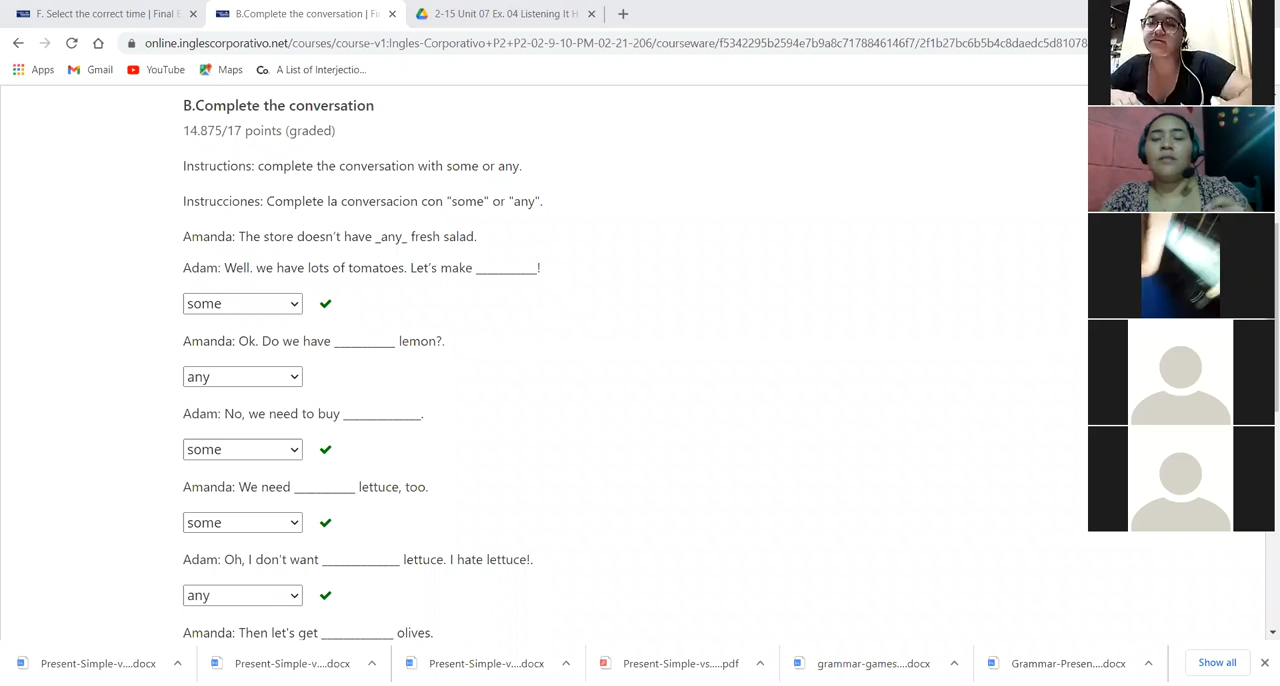 F. Select the correct time | Final E
B.Complete the conversation | Fi
2-15 Unit 07 Ex. 04 Listening It H
online.inglescorporativo.net/courses/course-v1:Ingles-Corporativo+P2+P2-02-9-10-PM-02-21-206/courseware/f5342295b2594e7b9a8c7178846146f7/2f1b27bc6b5b4c8daedc5d81078
Apps Gmail YouTube Maps Co. A List of Interjectio...
B.Complete the conversation
14.875/17 points (graded)
Instructions: complete the conversation with some or any.
Instrucciones: Complete la conversacion con "some" or "any".
Amanda: The store doesn't have _any_ fresh salad.
Adam: Well. we have lots of tomatoes. Let's make __________!
some
Amanda: Ok. Do we have __________ lemon?.
any
Adam: No, we need to buy _____________.
some
Amanda: We need __________ lettuce, too.
some
Adam: Oh, I don't want _____________ lettuce. I hate lettuce!.
any
Amanda: Then let's get ____________ olives.
Present-Simple-v....docx Present-Simple-v....docx Present-Simple-v....docx Present-Simple-vs.....pdf grammar-games....docx Grammar-Presen....docx Show all